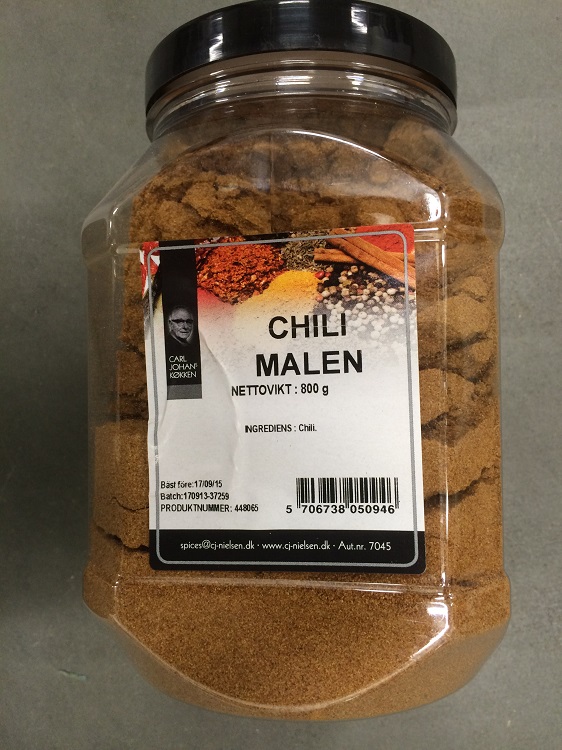 CARL
JOHAN'S
KØKKEN
CHILI
MALEN
NETTOVIKT : 800 g
INGREDIENS : Chili.
Bäst före:17/09/15
Batch:170913-37259
PRODUKTNUMMER: 448065
5 706738 050946
spices@cj-nielsen.dk · www.cj-nielsen.dk · Aut.nr. 7045